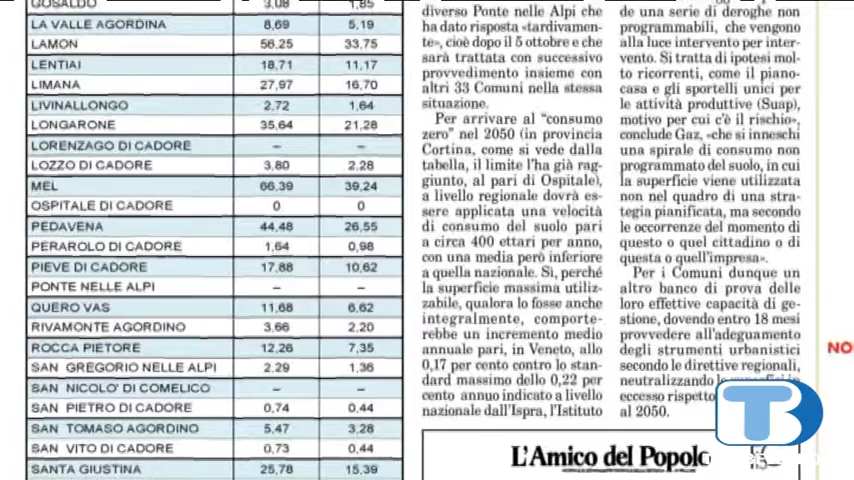 GOSALDO 3,08 1,85
LA VALLE AGORDINA 8,69 5,19
LAMON 56,25 33,75
LENTIAI 18,71 11,17
LIMANA 27,97 16,70
LIVINALLONGO 2,72 1,64
LONGARONE 35,64 21,28
LORENZAGO DI CADORE – –
LOZZO DI CADORE 3,80 2,28
MEL 66,39 39,24
OSPITALE DI CADORE 0 0
PEDAVENA 44,48 26,55
PERAROLO DI CADORE 1,64 0,98
PIEVE DI CADORE 17,88 10,62
PONTE NELLE ALPI – –
QUERO VAS 11,68 6,62
RIVAMONTE AGORDINO 3,66 2,20
ROCCA PIETORE 12,26 7,35
SAN GREGORIO NELLE ALPI 2,29 1,36
SAN NICOLO' DI COMELICO – –
SAN PIETRO DI CADORE 0,74 0,44
SAN TOMASO AGORDINO 5,47 3,28
SAN VITO DI CADORE 0,73 0,44
SANTA GIUSTINA 25,78 15,39
diverso Ponte nelle Alpi che
ha dato risposta «tardivamen-
te», cioè dopo il 5 ottobre e che
sarà trattata con successivo
provvedimento insieme con
altri 33 Comuni nella stessa
situazione.
Per arrivare al "consumo
zero" nel 2050 (in provincia
Cortina, come si vede dalla
tabella, il limite l'ha già rag-
giunto, al pari di Ospitale),
a livello regionale dovrà es-
sere applicata una velocità
di consumo del suolo pari
a circa 400 ettari per anno,
con una media però inferiore
a quella nazionale. Sì, perché
la superficie massima utiliz-
zabile, qualora lo fosse anche
integralmente, comporte-
rebbe un incremento medio
annuale pari, in Veneto, allo
0,17 per cento contro lo stan-
dard massimo dello 0,22 per
cento annuo indicato a livello
nazionale dall'Ispra, l'Istituto
de una serie di deroghe non
programmabili, che vengono
alla luce intervento per inter-
vento. Si tratta di ipotesi mol-
to ricorrenti, come il piano-
casa e gli sportelli unici per
le attività produttive (Suap),
motivo per cui c'è il rischio»,
conclude Gaz, «che si inneschi
una spirale di consumo non
programmato del suolo, in cui
la superficie viene utilizzata
non nel quadro di una stra-
tegia pianificata, ma secondo
le occorrenze del momento di
questo o quel cittadino o di
questa o quell'impresa».
Per i Comuni dunque un
altro banco di prova delle
loro effettive capacità di ge-
stione, dovendo entro 18 mesi
provvedere all'adeguamento
degli strumenti urbanistici
secondo le direttive regionali,
neutralizzando le superfici in
eccesso rispetto
al 2050.
L'Amico del Popolo
NO
TB